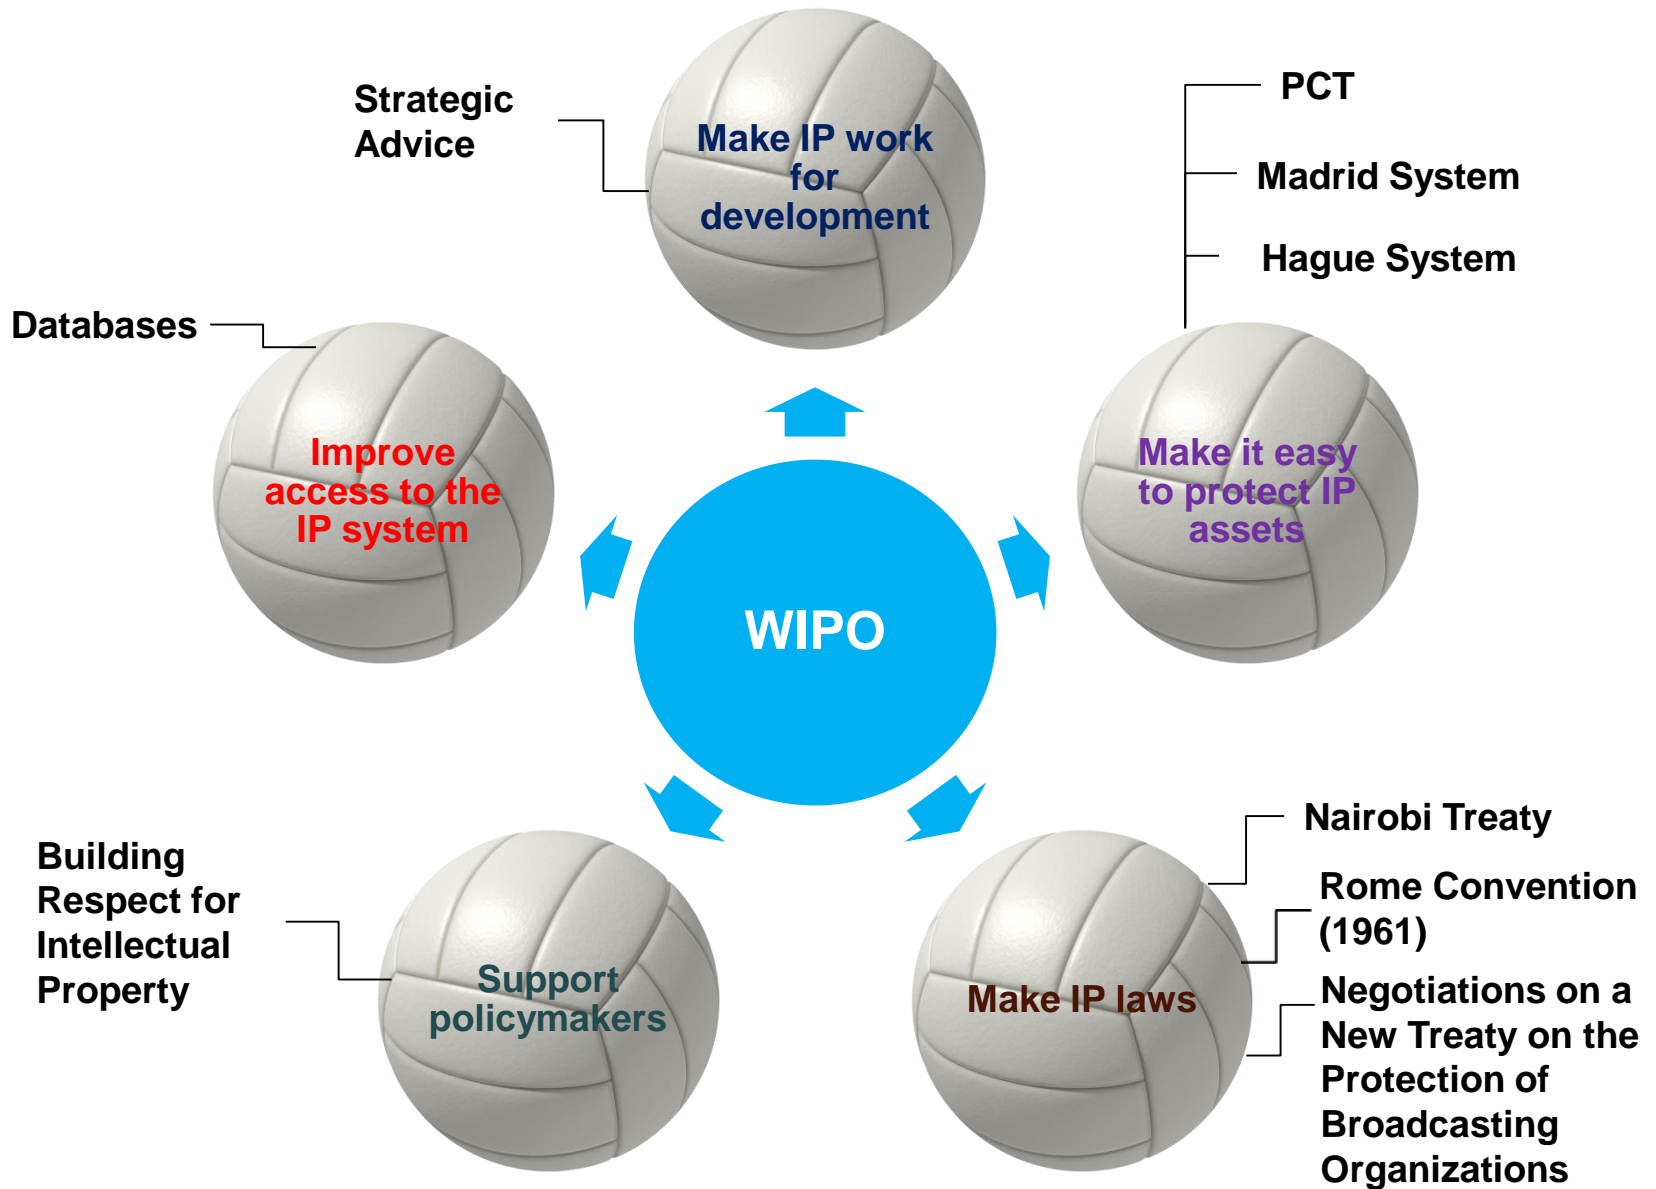 Strategic
Advice
Make IP work
for
development
PCT
Madrid System
Hague System
Databases
Improve
access to the
IP system
Make it easy
to protect IP
assets
WIPO
Building
Respect for
Intellectual
Property
Support
policymakers
Make IP laws
Nairobi Treaty
Rome Convention
(1961)
Negotiations on a
New Treaty on the
Protection of
Broadcasting
Organizations